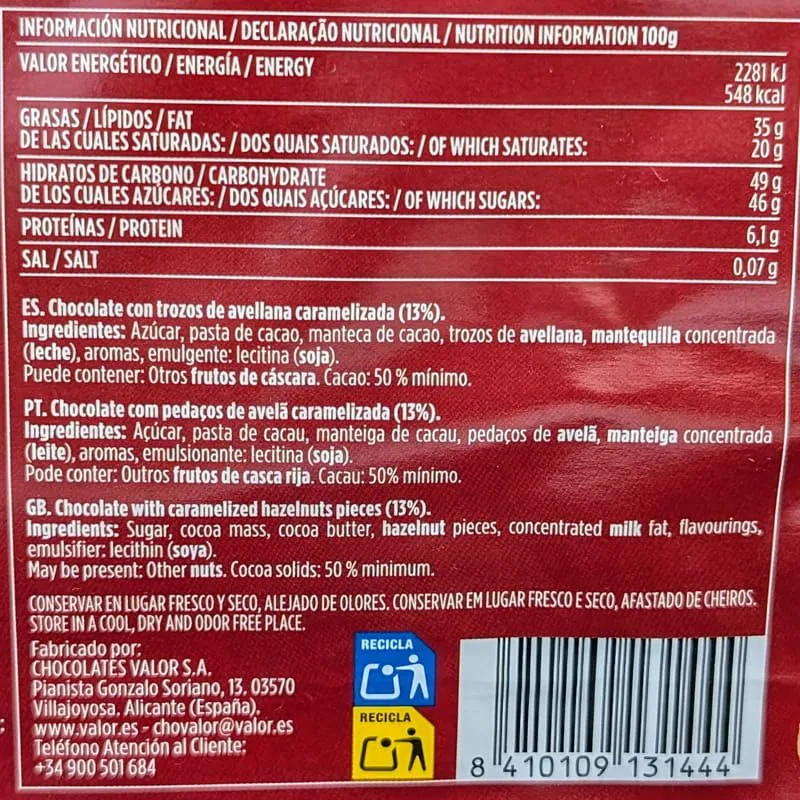 INFORMACIÓN NUTRICIONAL / DECLARAÇÃO NUTRICIONAL / NUTRITION INFORMATION 100g
VALOR ENERGÉTICO / ENERGÍA / ENERGY 2281 kJ
548 kcal
GRASAS / LÍPIDOS / FAT 35 g
DE LAS CUALES SATURADAS: / DOS QUAIS SATURADOS: / OF WHICH SATURATES: 20 g
HIDRATOS DE CARBONO / CARBOHYDRATE 49 g
DE LOS CUALES AZÚCARES: / DOS QUAIS AÇÚCARES: / OF WHICH SUGARS: 46 g
PROTEÍNAS / PROTEIN 6,1 g
SAL / SALT 0,07 g
ES. Chocolate con trozos de avellana caramelizada (13%).
Ingredientes: Azúcar, pasta de cacao, manteca de cacao, trozos de avellana, mantequilla concentrada
(leche), aromas, emulgente: lecitina (soja).
Puede contener: Otros frutos de cáscara. Cacao: 50 % mínimo.
PT. Chocolate com pedaços de avelã caramelizada (13%).
Ingredientes: Açúcar, pasta de cacau, manteiga de cacau, pedaços de avelã, manteiga concentrada
(leite), aromas, emulsionante: lecitina (soja).
Pode conter: Outros frutos de casca rija. Cacau: 50% mínimo.
GB. Chocolate with caramelized hazelnuts pieces (13%).
Ingredients: Sugar, cocoa mass, cocoa butter, hazelnut pieces, concentrated milk fat, flavourings,
emulsifier: lecithin (soya).
May be present: Other nuts. Cocoa solids: 50 % minimum.
CONSERVAR EN LUGAR FRESCO Y SECO, ALEJADO DE OLORES. CONSERVAR EM LUGAR FRESCO E SECO, AFASTADO DE CHEIROS.
STORE IN A COOL, DRY AND ODOR FREE PLACE.
Fabricado por:
CHOCOLATES VALOR S.A.
Pianista Gonzalo Soriano, 13. 03570
Villajoyosa. Alicante (España).
www.valor.es - chovalor@valor.es
Teléfono Atención al Cliente:
+34 900 501 684
RECICLA
RECICLA
8 410109 131444